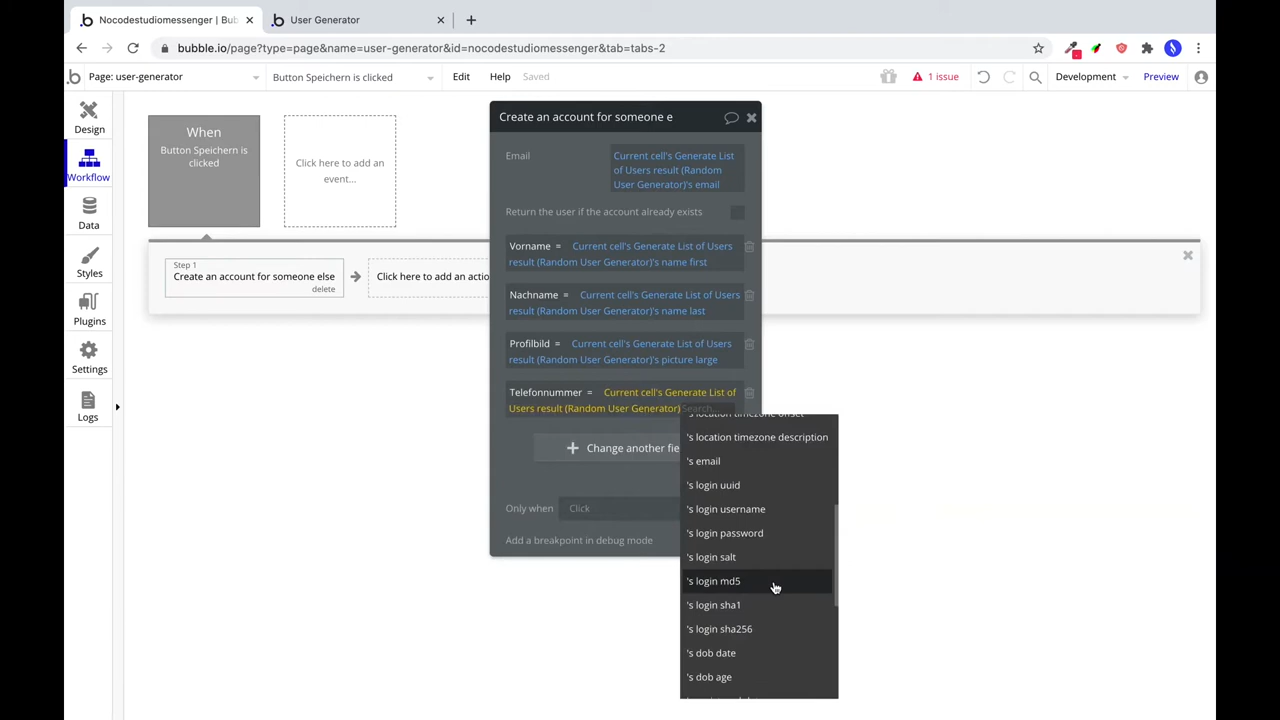 Nocodestudiomessenger | Bub
User Generator
bubble.io/page?type=page&name=user-generator&id=nocodestudiomessenger&tab=tabs-2
Page: user-generator
Button Speichern is clicked
Edit
Help
Saved
1 issue
Development
Preview
Design
Workflow
Data
Styles
Plugins
Settings
Logs
When
Button Speichern is
clicked
Click here to add an
event...
Step 1
Create an account for someone else
delete
Click here to add an actio
Create an account for someone e
Email
Current cell's Generate List
of Users result (Random
User Generator)'s email
Return the user if the account already exists
Vorname = Current cell's Generate List of Users
result (Random User Generator)'s name first
Nachname = Current cell's Generate List of Users
result (Random User Generator)'s name last
Profilbild = Current cell's Generate List of Users
result (Random User Generator)'s picture large
Telefonnummer = Current cell's Generate List of
Users result (Random User Generator) Search...
Change another fie
Only when
Click
Add a breakpoint in debug mode
's location timezone offset
's location timezone description
's email
's login uuid
's login username
's login password
's login salt
's login md5
's login sha1
's login sha256
's dob date
's dob age